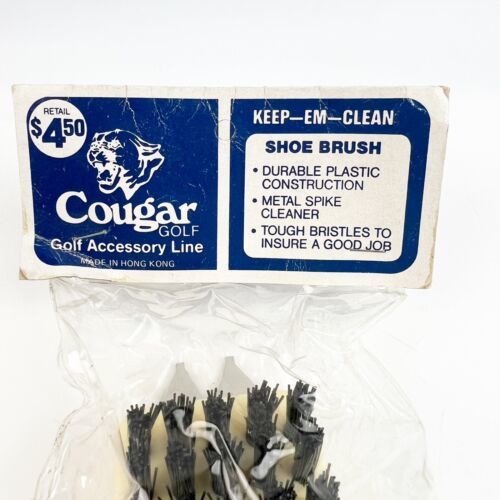 RETAIL
$4.50
Cougar
GOLF
Golf Accessory Line
MADE IN HONG KONG
KEEP—EM—CLEAN
SHOE BRUSH
• DURABLE PLASTIC
CONSTRUCTION
• METAL SPIKE
CLEANER
• TOUGH BRISTLES TO
INSURE A GOOD JOB